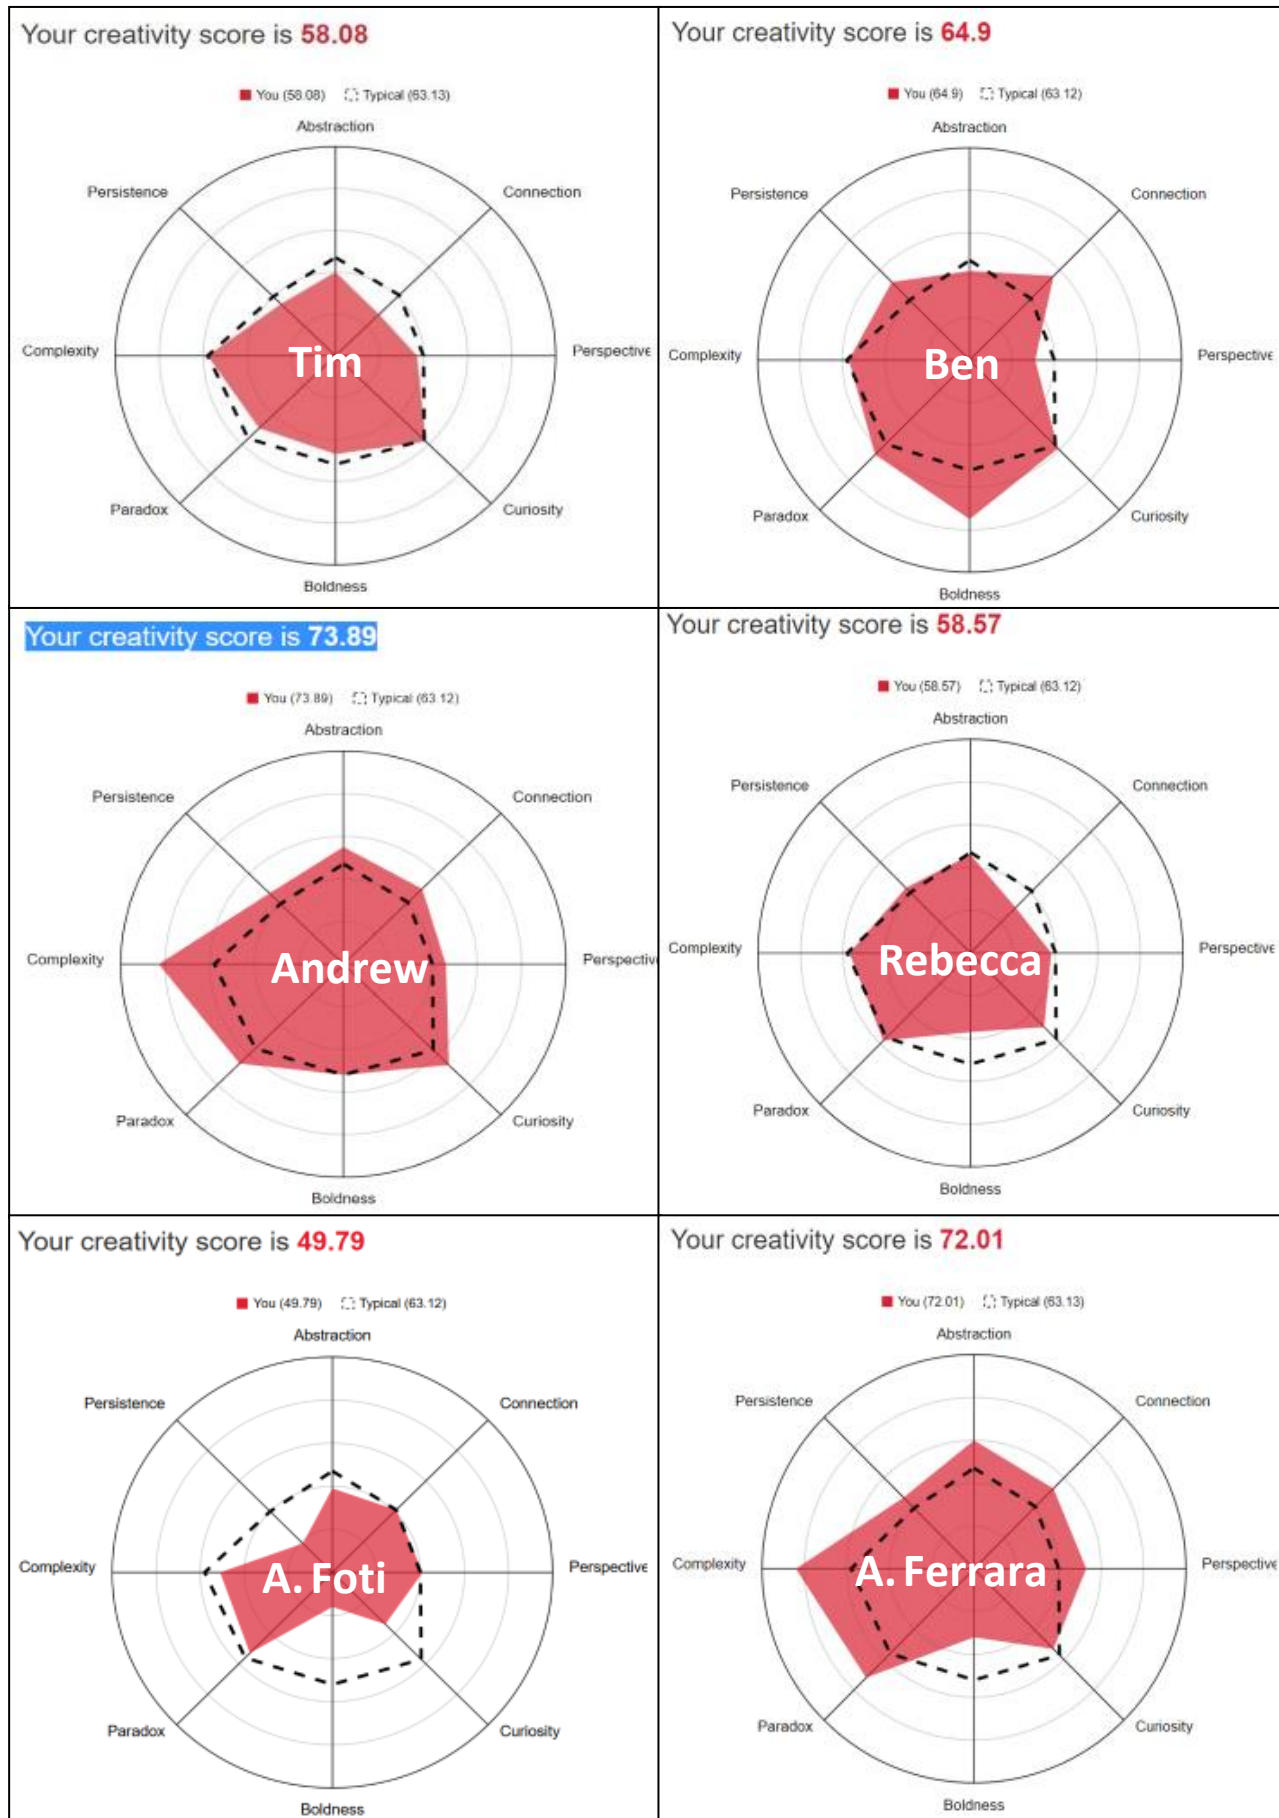 Your creativity score is 58.08
You (58.08) Typical (63.13)
Abstraction
Persistence
Connection
Complexity
Tim
Perspective
Paradox
Curiosity
Boldness
Your creativity score is 64.9
You (64.9) Typical (63.12)
Abstraction
Persistence
Connection
Complexity
Ben
Perspective
Paradox
Curiosity
Boldness
Your creativity score is 73.89
You (73.89) Typical (63.12)
Abstraction
Persistence
Connection
Complexity
Andrew
Perspectiv
Paradox
Curiosity
Boldness
Your creativity score is 58.57
You (58.57) Typical (63.12)
Abstraction
Persistence
Connection
Complexity
Rebecca
Perspective
Paradox
Curiosity
Boldness
Your creativity score is 49.79
You (49.79) Typical (63.12)
Abstraction
Persistence
Connection
Complexity
A. Foti
Perspective
Paradox
Curiosity
Boldness
Your creativity score is 72.01
You (72.01) Typical (63.13)
Abstraction
Persistence
Connection
Complexity
A. Ferrara
Perspective
Paradox
Curiosity
Boldness